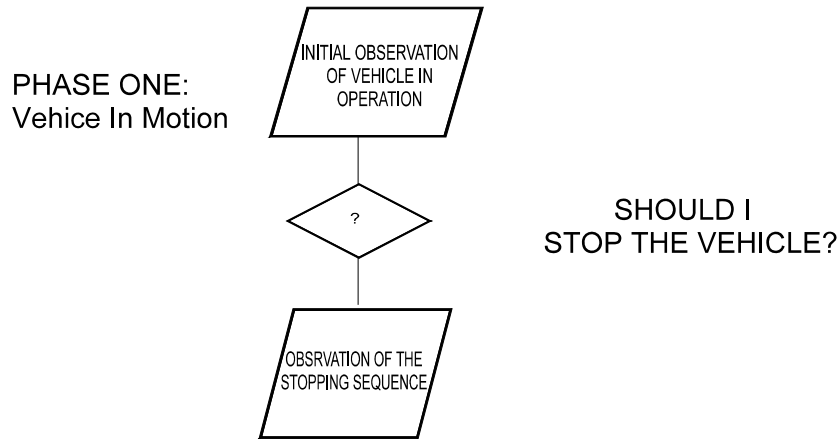 INITIAL OBSERVATION
OF VEHICLE IN
OPERATION
PHASE ONE:
Vehice In Motion
?
SHOULD I
STOP THE VEHICLE?
OBSRVATION OF THE
STOPPING SEQUENCE